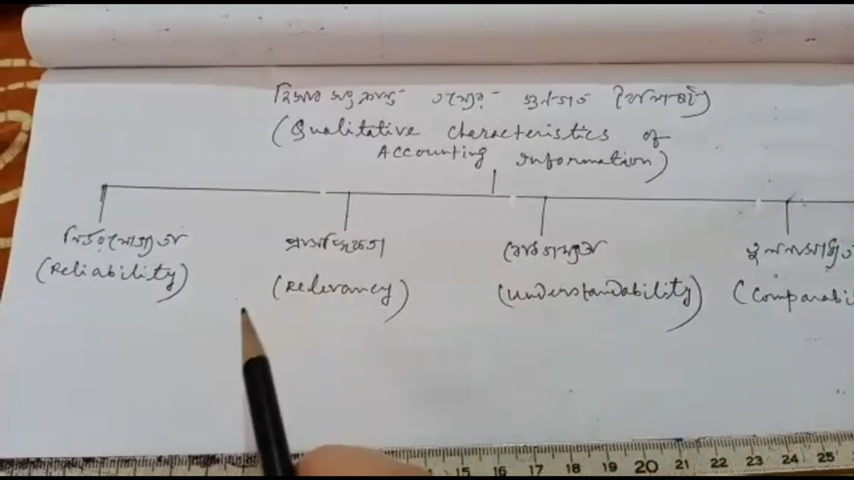 হিসাব সংক্রান্ত তথ্যের গুণগত বৈশিষ্ট্য
(Qualitative characteristics of
Accounting information)
নির্ভরযোগ্যতা প্রাসঙ্গিকতা বোধগম্যতা
(Reliability) (Relevancy) (Understandability) (Comparabi
14 15 16 17 18 19 20 21 22 23 24 25